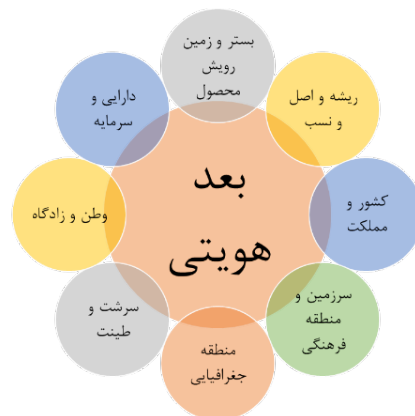 بستر و زمین
رویش
محصول
ریشه و اصل
و نسب
کشور و
مملکت
سرزمین و
منطقه
فرهنگی
منطقه
جغرافیایی
سرشت و
طینت
وطن و زادگاه
دارایی و
سرمایه
بعد
هویتی